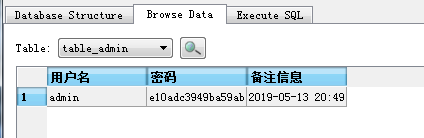 Database Structure Browse Data Execute SQL
Table: table_admin
用户名 密码 备注信息
1 admin e10adc3949ba59ab 2019-05-13 20:49